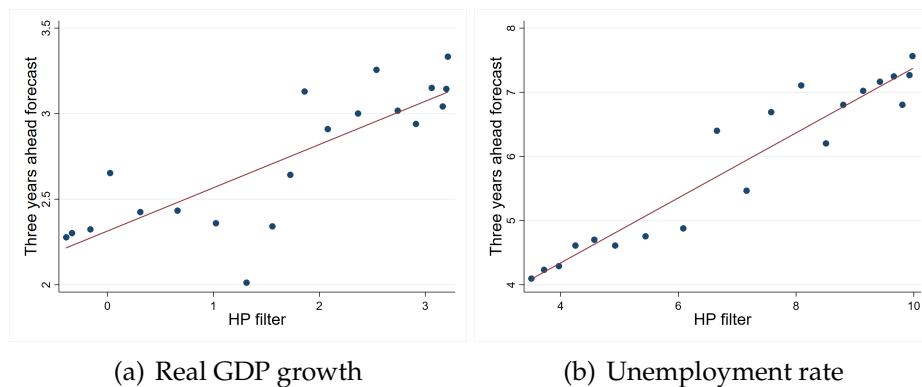 Three years ahead forecast
3.5
3
2.5
2
0
1
2
3
HP filter
(a) Real GDP growth
Three years ahead forecast
8
7
6
5
4
4
6
8
10
HP filter
(b) Unemployment rate